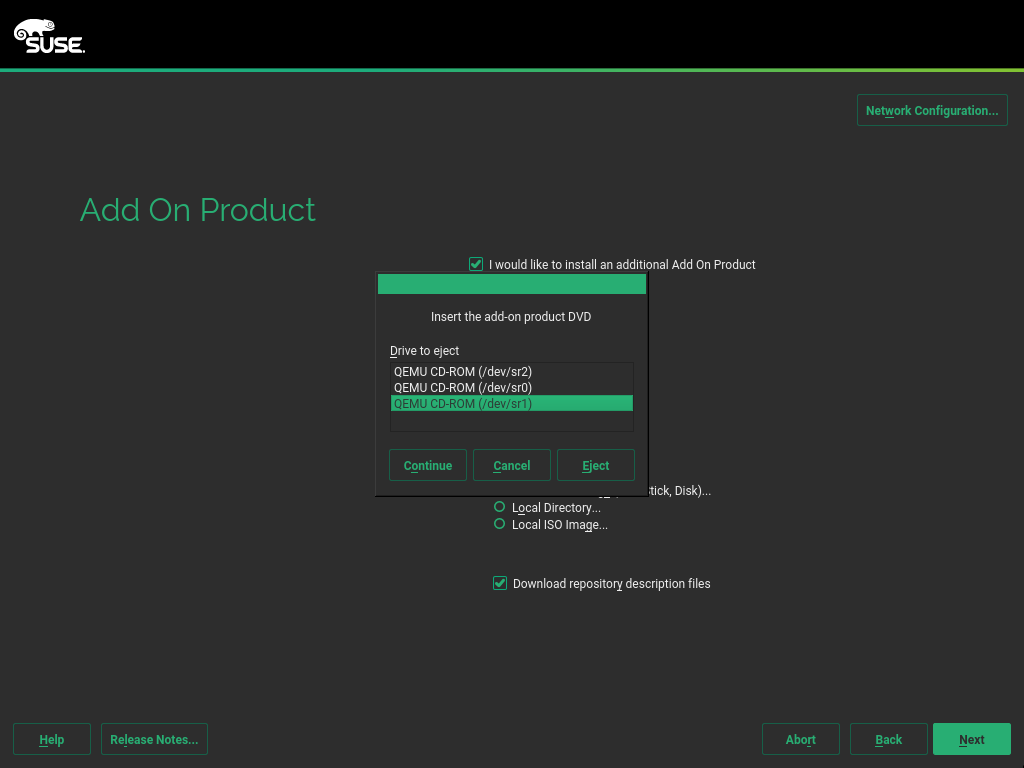 SUSE.
Network Configuration...
Add On Product
I would like to install an additional Add On Product
Insert the add-on product DVD
Drive to eject
QEMU CD-ROM (/dev/sr2)
QEMU CD-ROM (/dev/sr0)
QEMU CD-ROM (/dev/sr1)
Continue Cancel Eject
Disk)...
Local Directory...
Local ISO Image...
Download repository description files
Help Release Notes... Abort Back Next